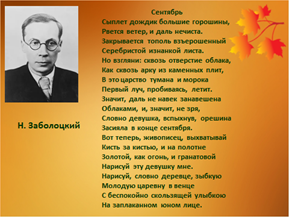 Сентябрь
Сыплет дождик большие горошины,
Рвется ветер, и даль нечиста.
Закрывается тополь взъерошенный
Серебристой изнанкой листа.
Но взгляни: сквозь отверстие облака,
Как сквозь арку из каменных плит,
В это царство тумана и морока
Первый луч, пробиваясь, летит.
Значит, даль не навек занавешена
Облаками, и, значит, не зря,
Словно девушка, вспыхнув, орешина
Засияла в конце сентября.
Вот теперь, живописец, выхватывай
Кисть за кистью, и на полотне
Золотой, как огонь, и гранатовой
Нарисуй эту девушку мне.
Нарисуй, словно деревце, зыбкую
Молодую царевну в венце
С беспокойно скользящей улыбкою
На заплаканном юном лице.
Н. Заболоцкий